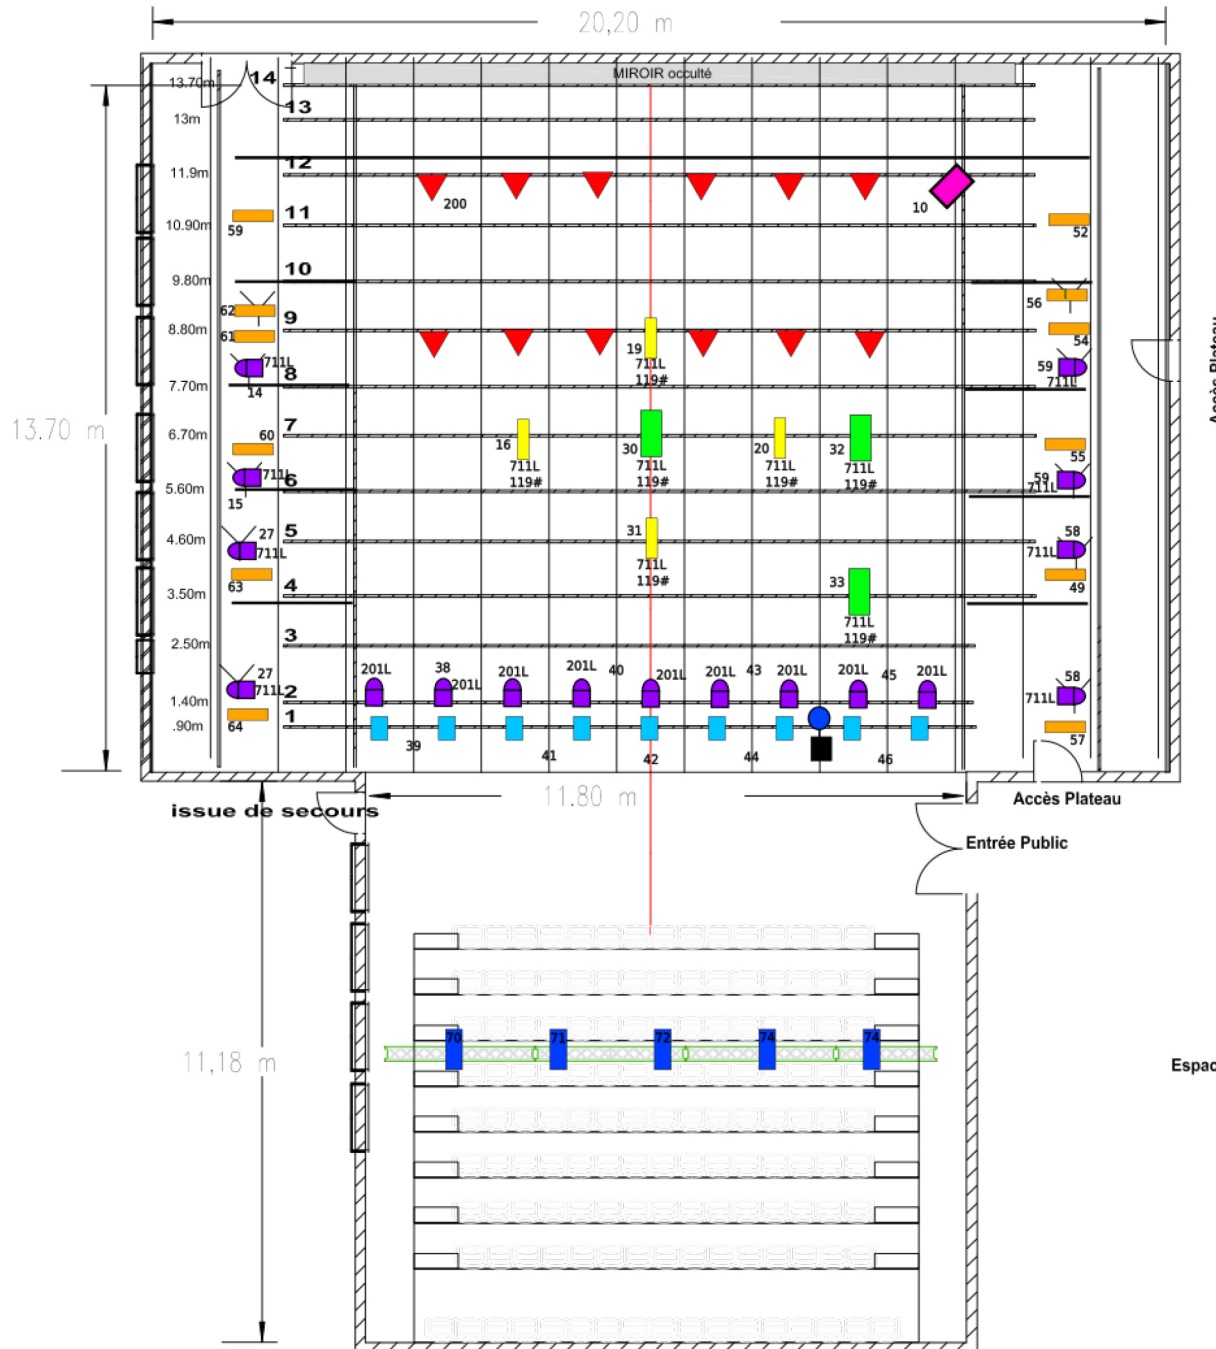 20,20 m
MIROIR occulté
14
13.70m
13
13m
12
11.9m
200
10
11
10.90m
59
52
10
9.80m
62
56
9
8.80m
61
54
19
711L
119#
711L
14
59
711L
8
7.70m
7
6.70m
13.70 m
60
16
711L
119#
30
711L
119#
20
711L
119#
32
711L
119#
55
711L
15
59
711L
6
5.60m
5
4.60m
27
711L
31
711L
119#
58
711L
63
49
4
3.50m
33
711L
119#
3
2.50m
201L
38
201L
201L
201L
40
201L
201L
43
201L
201L
45
201L
27
711L
58
711L
2
1.40m
64
1
.90m
57
39
41
42
44
46
11.80 m
issue de secours
Accès Plateau
Accès Plateau
Entrée Public
70
71
72
74
74
11,18 m
Espac